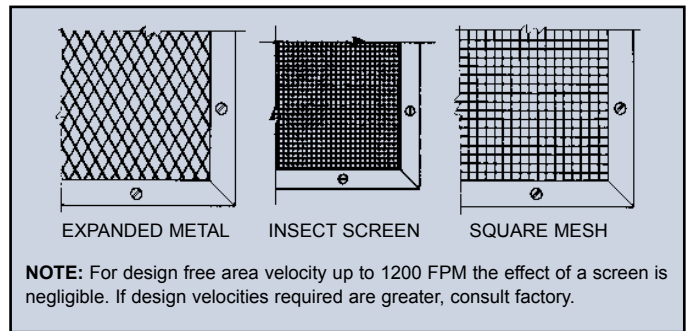 EXPANDED METAL INSECT SCREEN SQUARE MESH
NOTE: For design free area velocity up to 1200 FPM the effect of a screen is
negligible. If design velocities required are greater, consult factory.